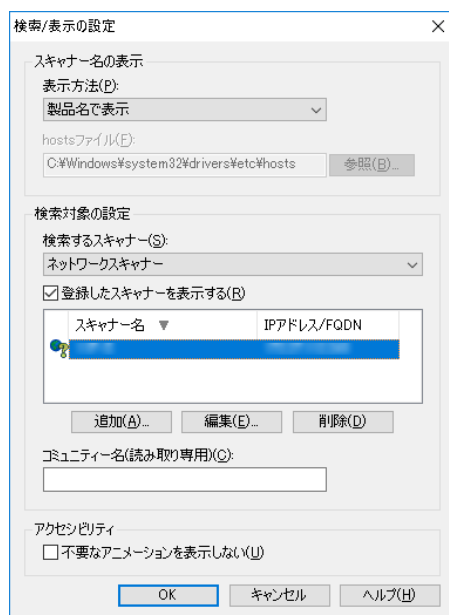 検索/表示の設定
スキャナー名の表示
表示方法(P):
製品名で表示
hostsファイル(F):
C:¥Windows¥system32¥drivers¥etc¥hosts
参照(B)...
検索対象の設定
検索するスキャナー(S):
ネットワークスキャナー
登録したスキャナーを表示する(R)
スキャナー名 ▼ IPアドレス/FQDN
追加(A)... 編集(E)... 削除(D)
コミュニティー名(読み取り専用)(C):
アクセシビリティ
不要なアニメーションを表示しない(U)
OK キャンセル ヘルプ(H)